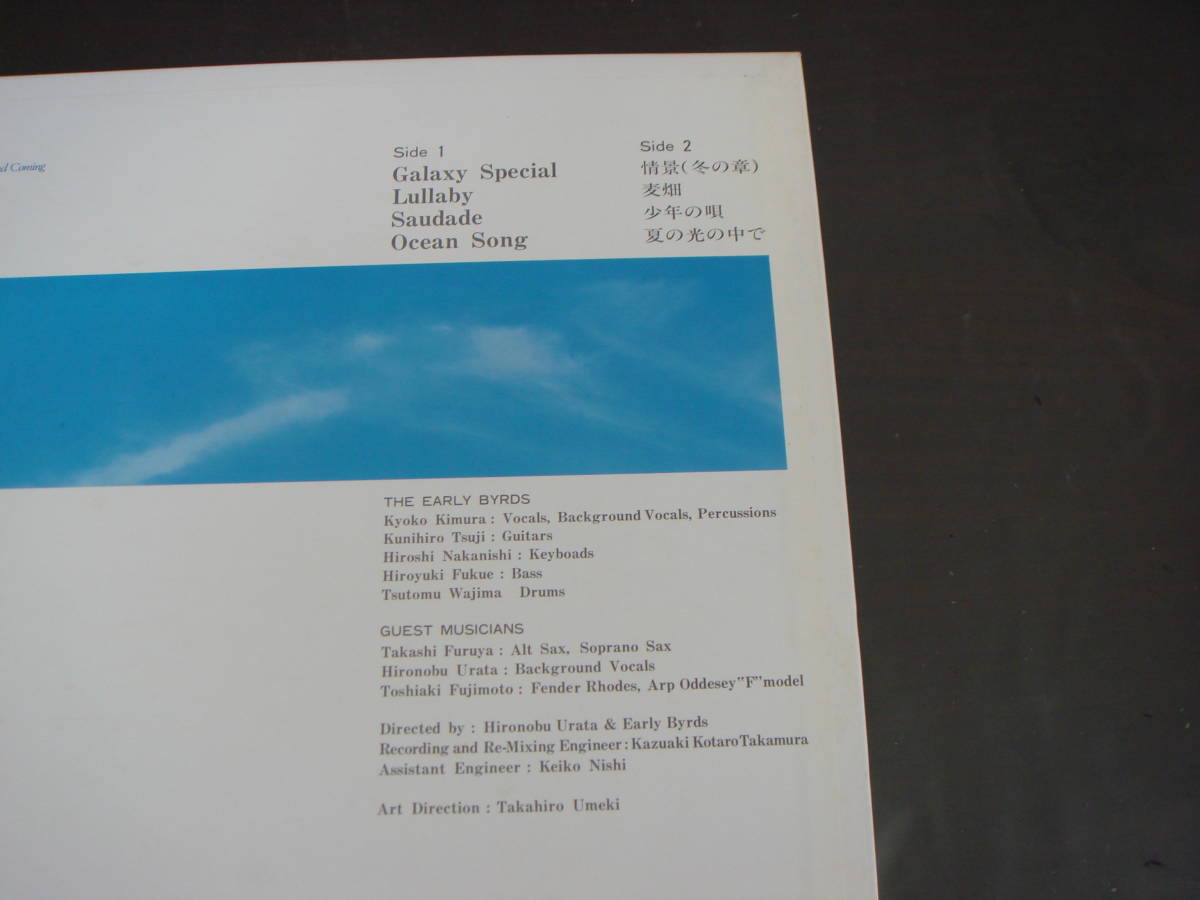 Coming
Side 1
Galaxy Special
Lullaby
Saudade
Ocean Song
Side 2
情景(冬の章)
麦畑
少年の唄
夏の光の中で
THE EARLY BYRDS
Kyoko Kimura : Vocals, Background Vocals, Percussions
Kunihiro Tsuji : Guitars
Hiroshi Nakanishi : Keyboads
Hiroyuki Fukue : Bass
Tsutomu Wajima Drums
GUEST MUSICIANS
Takashi Furuya : Alt Sax, Soprano Sax
Hironobu Urata : Background Vocals
Toshiaki Fujimoto : Fender Rhodes, Arp Oddesey"F"model
Directed by : Hironobu Urata & Early Byrds
Recording and Re-Mixing Engineer : Kazuaki Kotaro Takamura
Assistant Engineer : Keiko Nishi
Art Direction : Takahiro Umeki